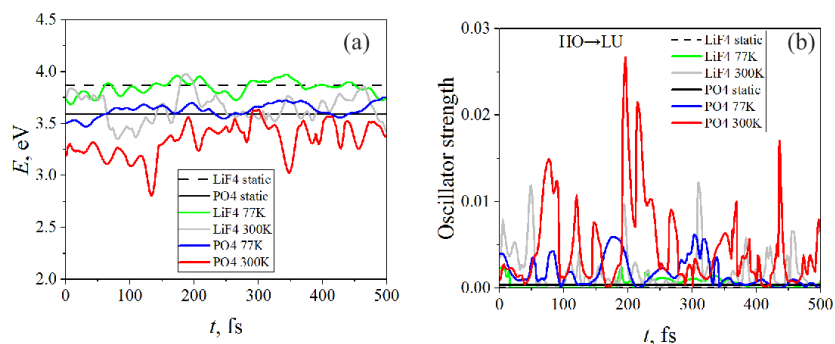 4.5
4.0
3.5
3.0
2.5
2.0
E, eV
(a)
LiF4 static
PO4 static
LiF4 77K
LiF4 300K
PO4 77K
PO4 300K
0
100
200
300
400
500
t, fs
0.03
0.02
0.01
0.00
Oscillator strength
HO→LU
(b)
LiF4 static
LiF4 77K
LiF4 300K
PO4 static
PO4 77K
PO4 300K
0
100
200
300
400
500
t, fs